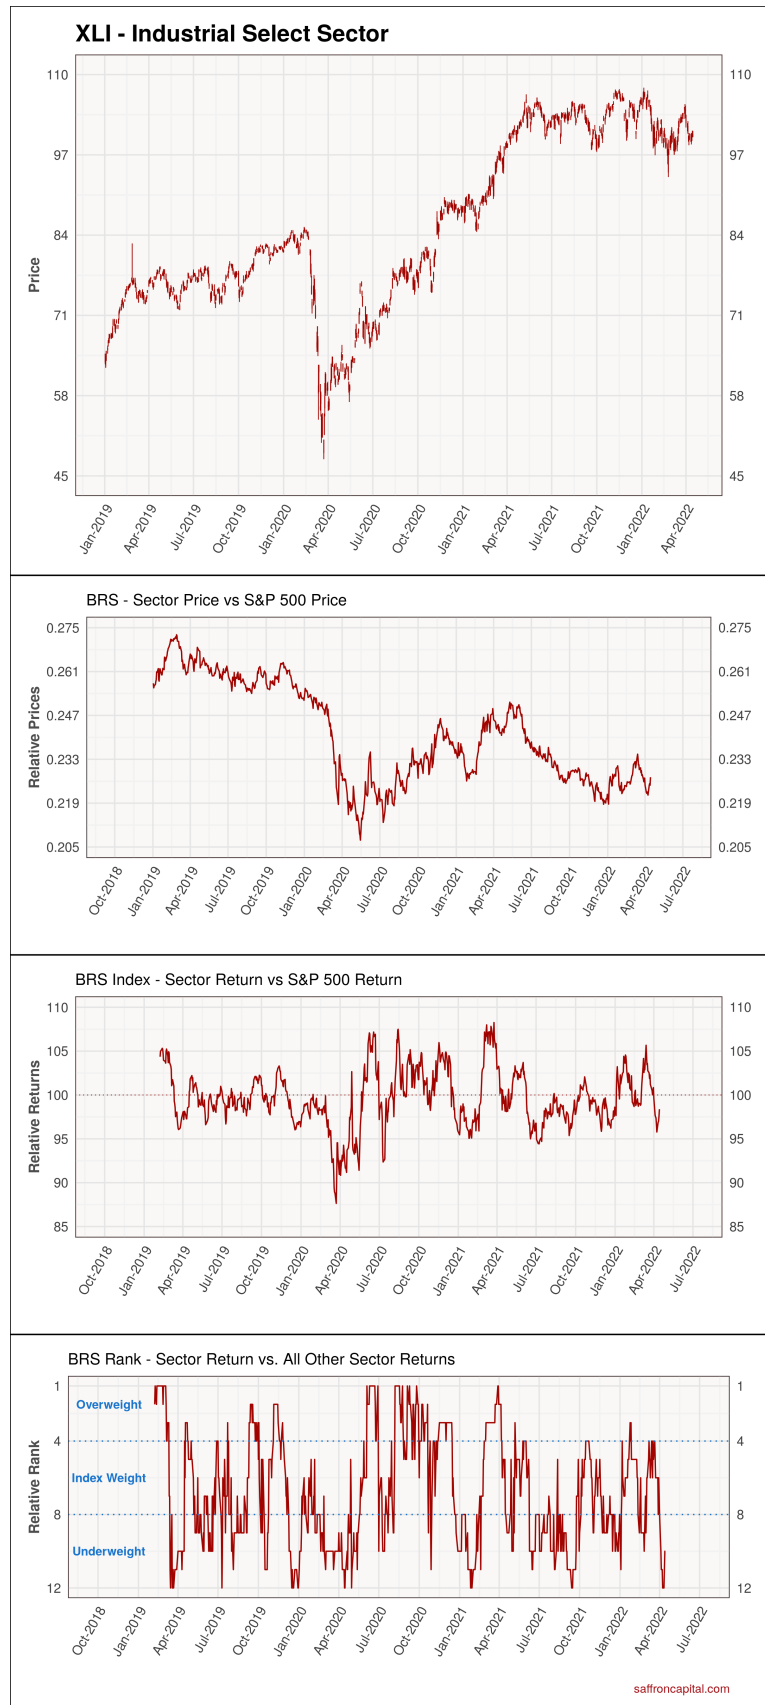 XLI - Industrial Select Sector
110 110
97 97
84 84
Price
71 71
58 58
45 45
Jan-2019 Apr-2019 Jul-2019 Oct-2019 Jan-2020 Apr-2020 Jul-2020 Oct-2020 Jan-2021 Apr-2021 Jul-2021 Oct-2021 Jan-2022 Apr-2022
BRS - Sector Price vs S&P 500 Price
0.275 0.275
0.261 0.261
0.247 0.247
Relative Prices
0.233 0.233
0.219 0.219
0.205 0.205
Oct-2018 Jan-2019 Apr-2019 Jul-2019 Oct-2019 Jan-2020 Apr-2020 Jul-2020 Oct-2020 Jan-2021 Apr-2021 Jul-2021 Oct-2021 Jan-2022 Apr-2022 Jul-2022
BRS Index - Sector Return vs S&P 500 Return
110 110
105 105
100 100
Relative Returns
95 95
90 90
85 85
Oct-2018 Jan-2019 Apr-2019 Jul-2019 Oct-2019 Jan-2020 Apr-2020 Jul-2020 Oct-2020 Jan-2021 Apr-2021 Jul-2021 Oct-2021 Jan-2022 Apr-2022 Jul-2022
BRS Rank - Sector Return vs. All Other Sector Returns
1 1
Overweight
4 4
Relative Rank
Index Weight
8 8
Underweight
12 12
Oct-2018 Jan-2019 Apr-2019 Jul-2019 Oct-2019 Jan-2020 Apr-2020 Jul-2020 Oct-2020 Jan-2021 Apr-2021 Jul-2021 Oct-2021 Jan-2022 Apr-2022 Jul-2022
saffroncapital.com